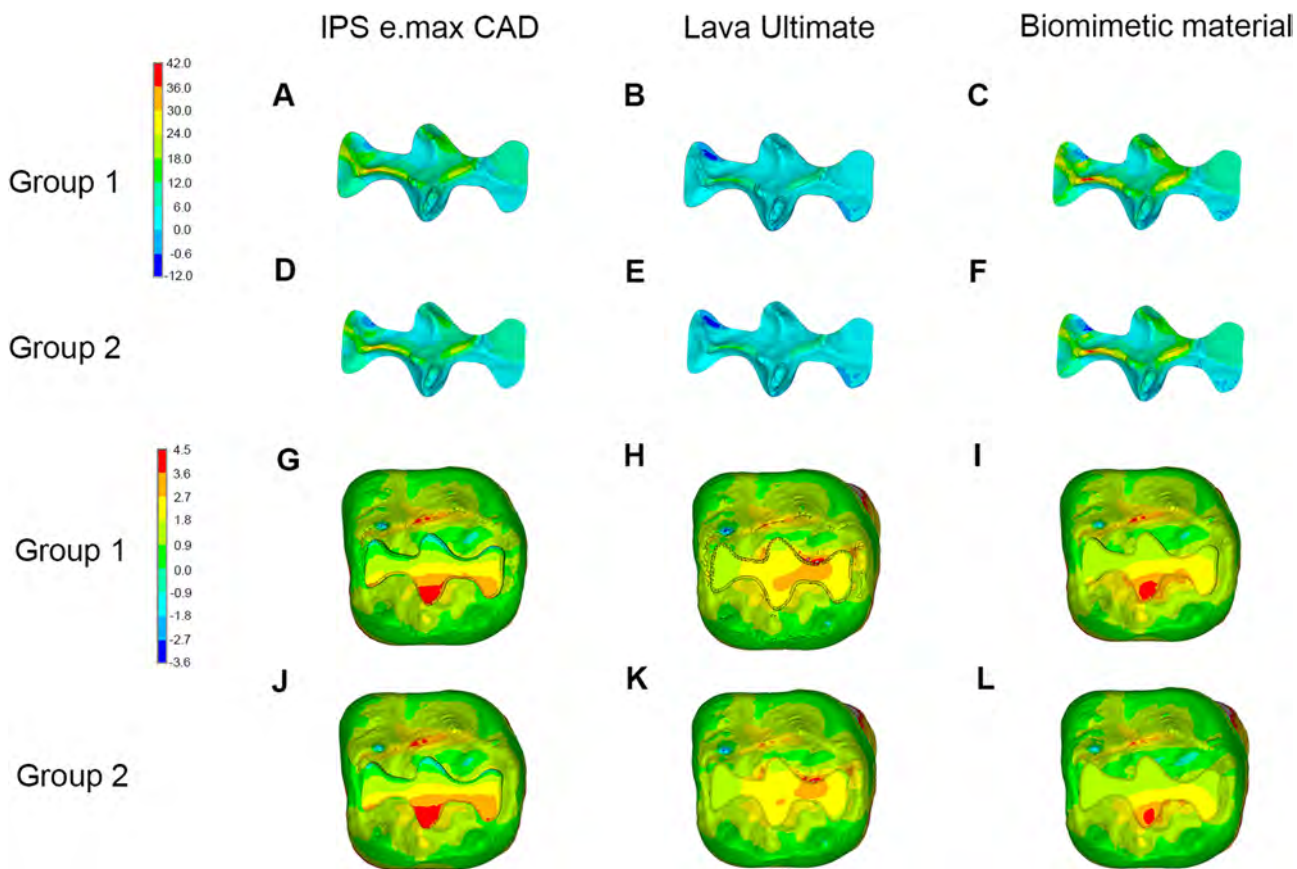 IPS e.max CAD
Lava Ultimate
Biomimetic material
42.0
36.0
30.0
24.0
18.0
12.0
6.0
0.0
-0.6
-12.0
Group 1
A
B
C
Group 2
D
E
F
4.5
3.6
2.7
1.8
0.9
0.0
-0.9
-1.8
-2.7
-3.6
Group 1
G
H
I
Group 2
J
K
L